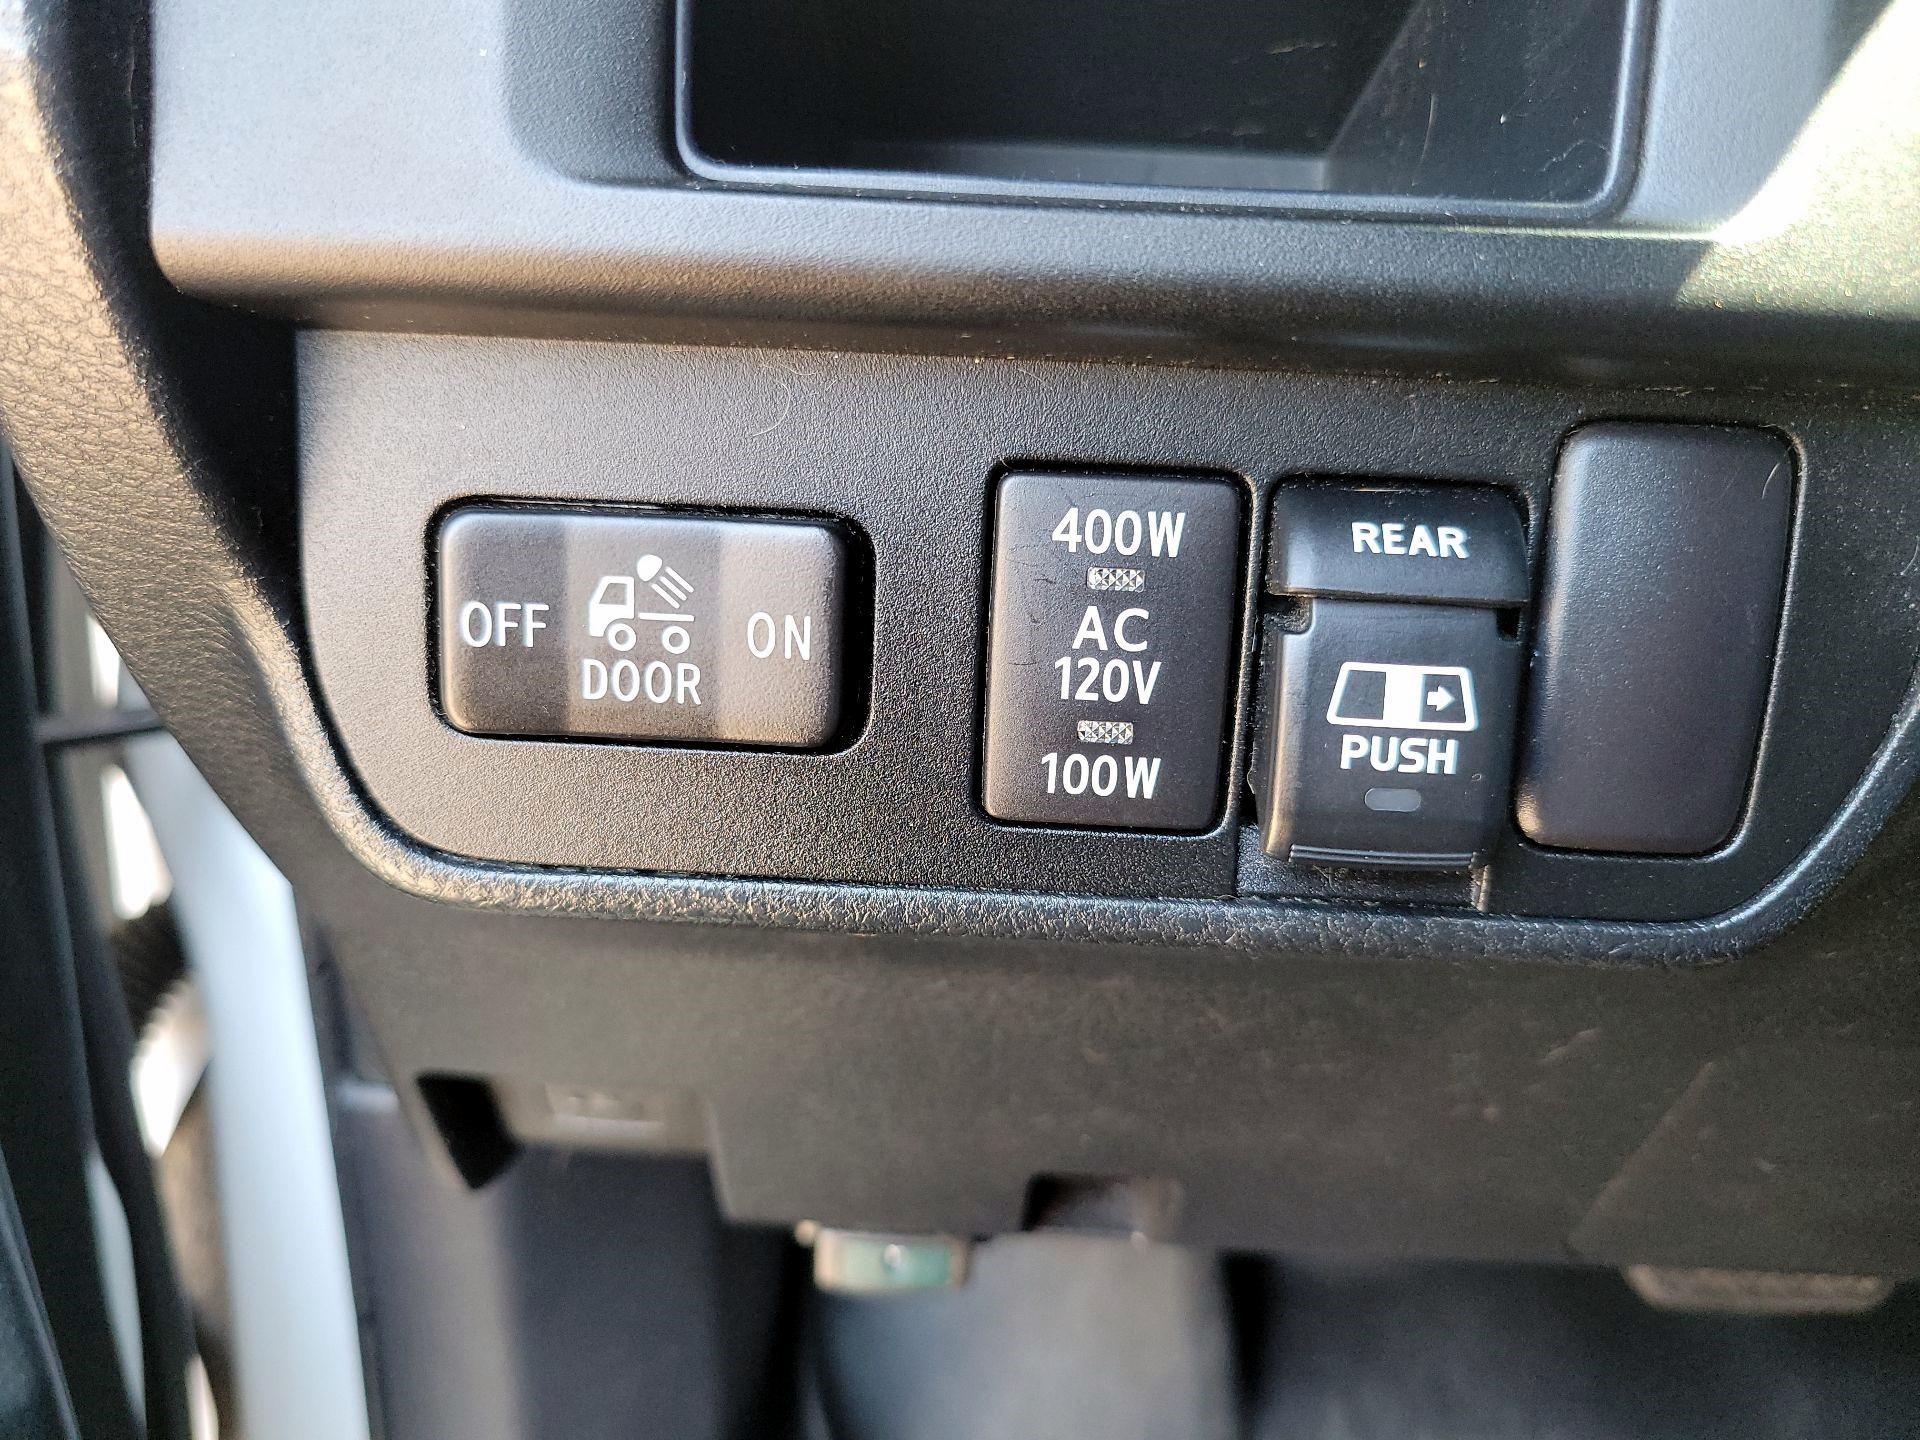 OFF
DOOR
ON
400W
AC
120V
100W
REAR
PUSH